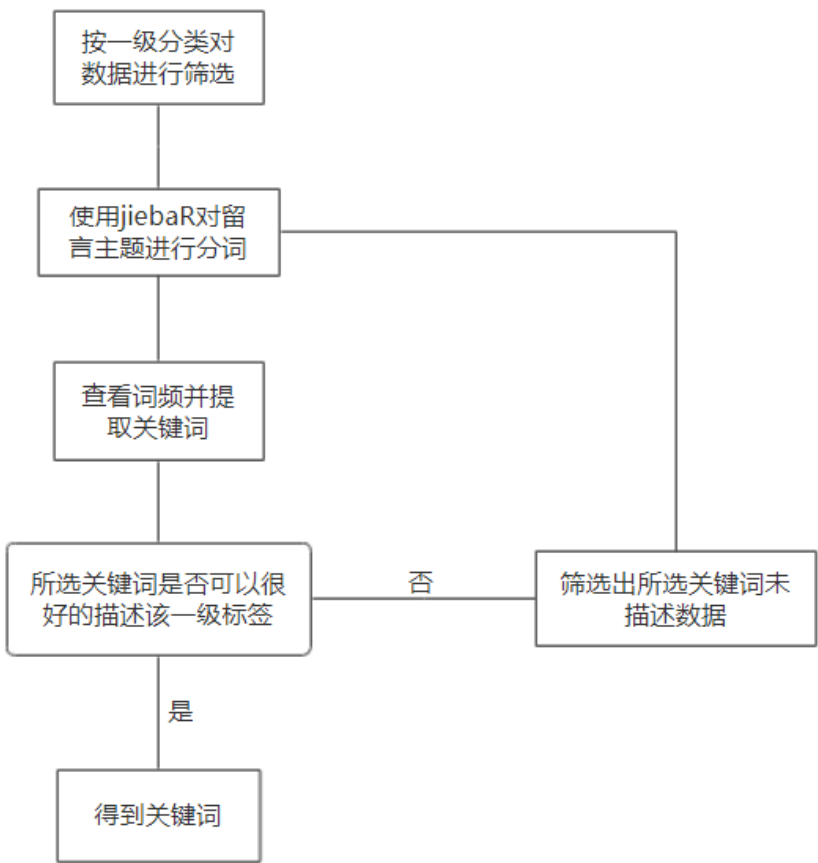 按一级分类对
数据进行筛选
使用jiebaR对留
言主题进行分词
查看词频并提
取关键词
所选关键词是否可以很
好的描述该一级标签
否
筛选出所选关键词未
描述数据
是
得到关键词